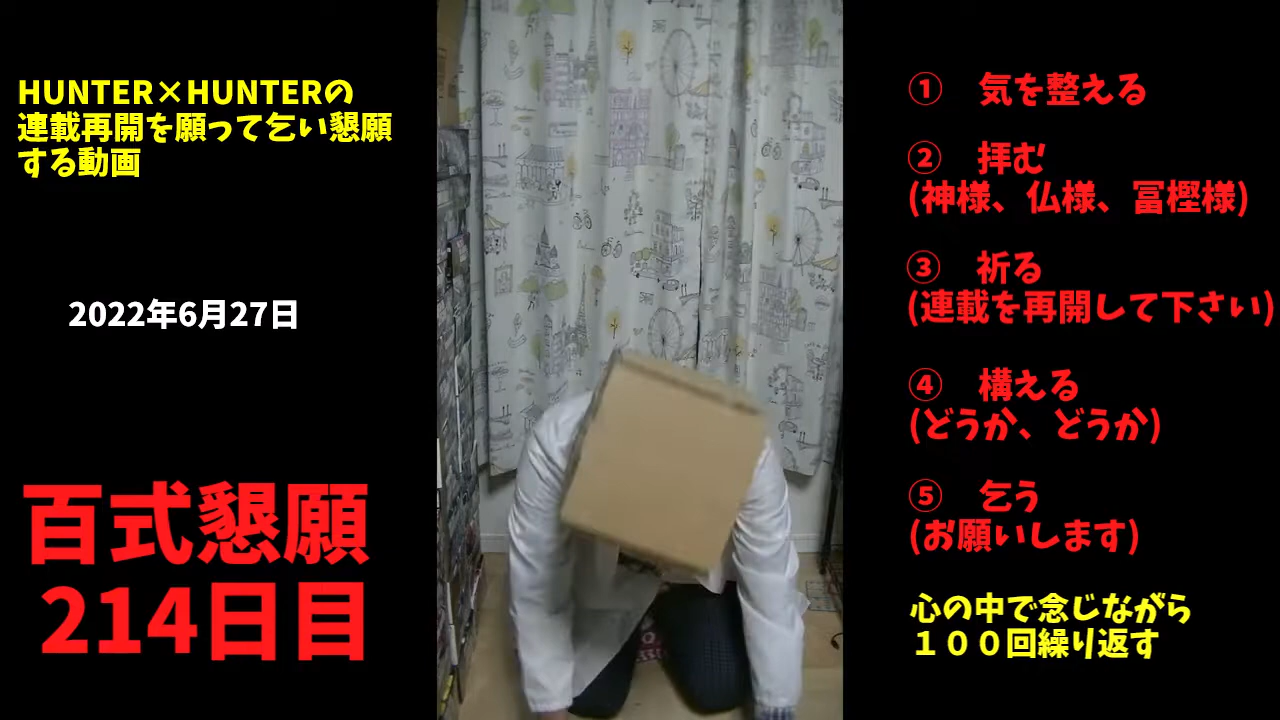 HUNTER×HUNTERの
連載再開を願って乞い懇願
する動画
2022年6月27日
百式懇願
214日目
① 気を整える
② 拝む
(神様、仏様、冨樫様)
③ 祈る
(連載を再開して下さい)
④ 構える
(どうか、どうか)
⑤ 乞う
(お願いします)
心の中で念じながら
１００回繰り返す